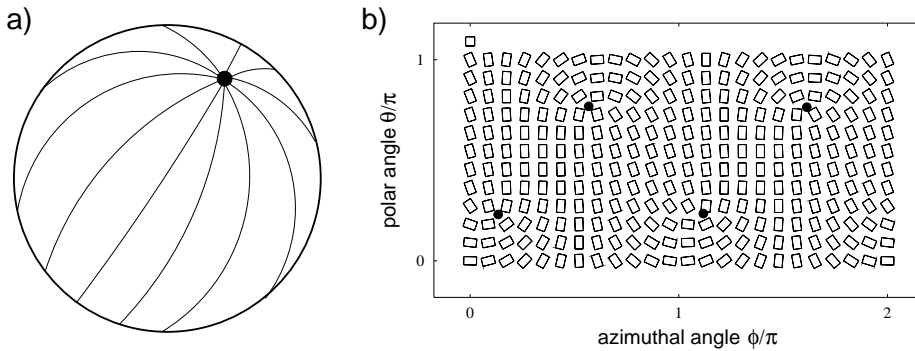 a)
b)
polar angle θ/π
1
0
0
1
2
azimuthal angle ϕ/π